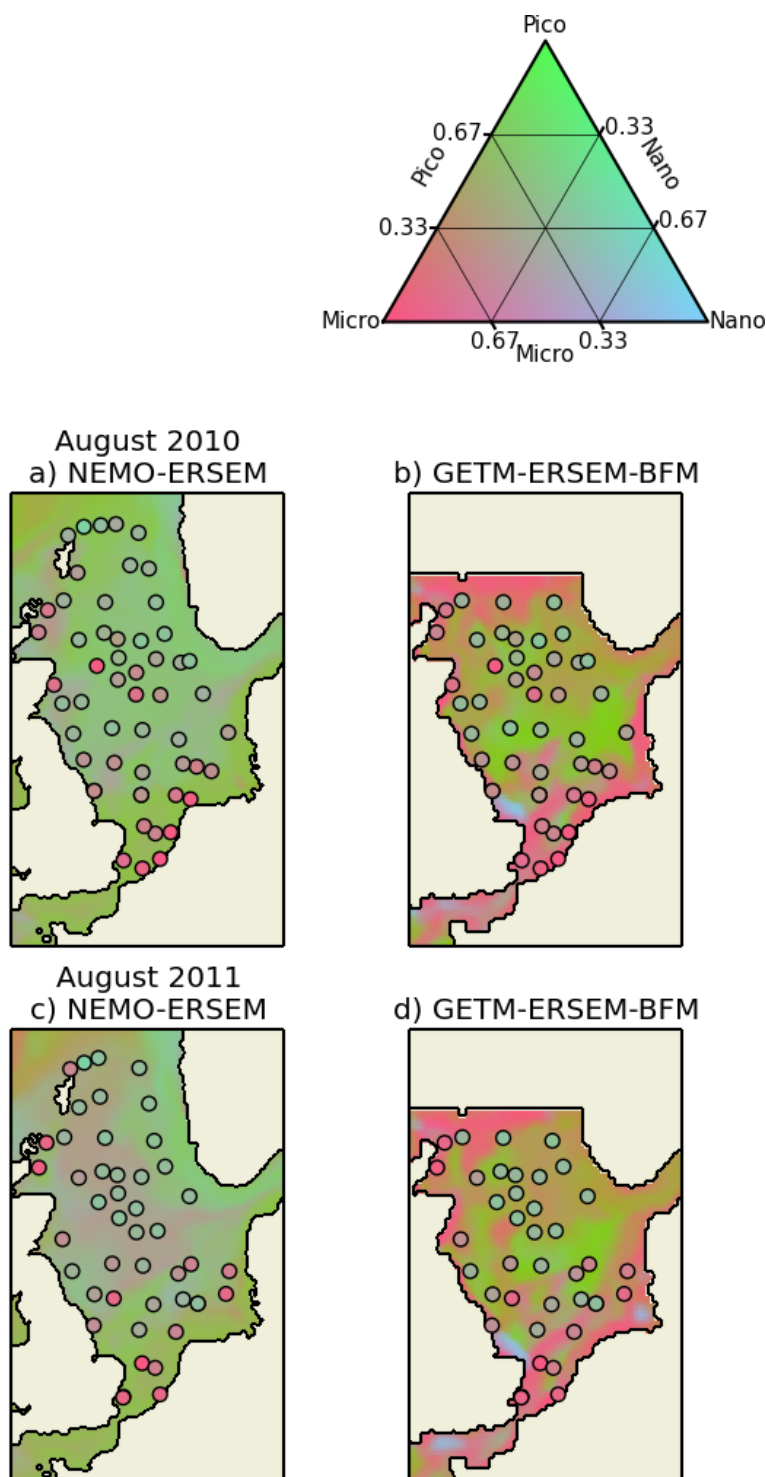 Pico
0.67
0.33
Pico
Nano
0.33
0.67
Micro
Nano
0.67
Micro
0.33
August 2010
a) NEMO-ERSEM
b) GETM-ERSEM-BFM
August 2011
c) NEMO-ERSEM
d) GETM-ERSEM-BFM